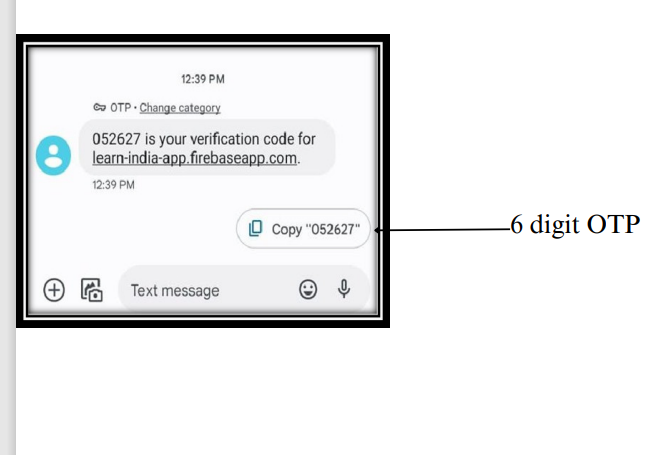 12:39 PM
OTP · Change category
052627 is your verification code for
learn-india-app.firebaseapp.com.
12:39 PM
Copy "052627"
6 digit OTP
Text message